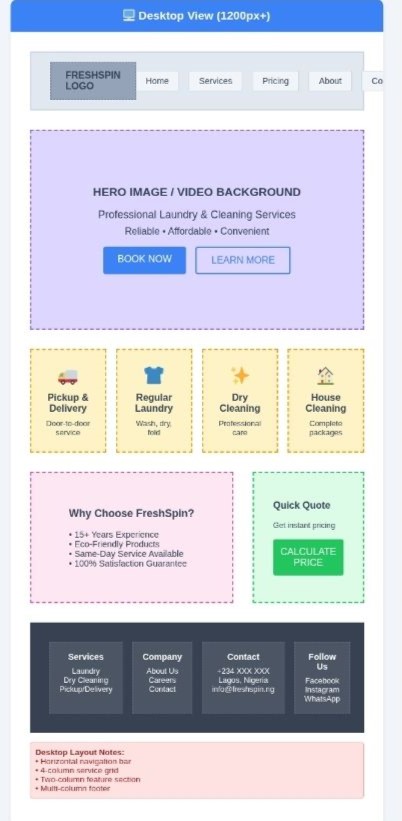 🖥️ Desktop View (1200px+)
FRESHSPIN
LOGO
Home
Services
Pricing
About
Co
HERO IMAGE / VIDEO BACKGROUND
Professional Laundry & Cleaning Services
Reliable • Affordable • Convenient
BOOK NOW
LEARN MORE
Pickup &
Delivery
Door-to-door
service
Regular
Laundry
Wash, dry,
fold
Dry
Cleaning
Professional
care
House
Cleaning
Complete
packages
Why Choose FreshSpin?
• 15+ Years Experience
• Eco-Friendly Products
• Same-Day Service Available
• 100% Satisfaction Guarantee
Quick Quote
Get instant pricing
CALCULATE
PRICE
Services
Laundry
Dry Cleaning
Pickup/Delivery
Company
About Us
Careers
Contact
Contact
+234 XXX XXX
Lagos, Nigeria
info@freshspin.ng
Follow
Us
Facebook
Instagram
WhatsApp
Desktop Layout Notes:
• Horizontal navigation bar
• 4-column service grid
• Two-column feature section
• Multi-column footer